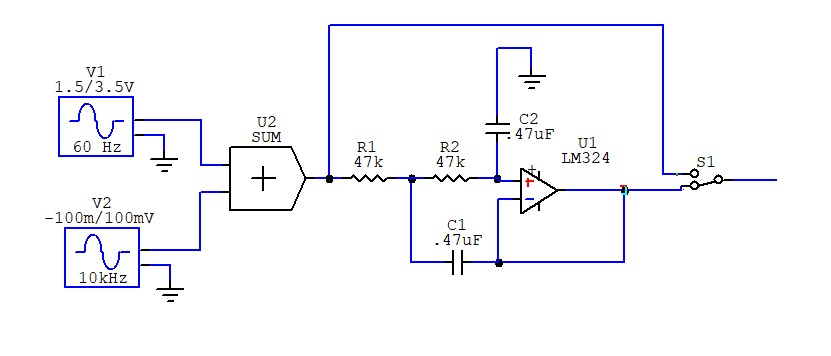 V1
1.5/3.5V
60 Hz
V2
-100m/100mV
10kHz
U2
SUM
R1
47k
R2
47k
C2
.47uF
U1
LM324
C1
.47uF
S1